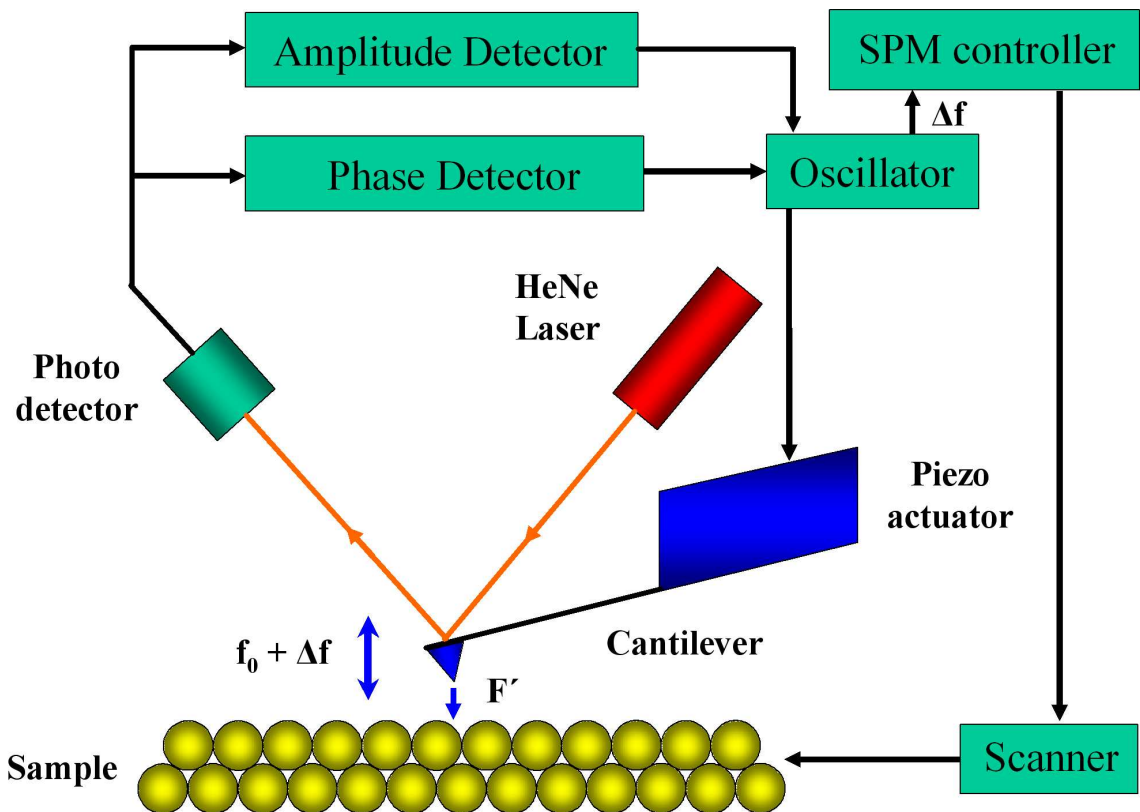 Amplitude Detector
SPM controller
Δf
Phase Detector
Oscillator
HeNe
Laser
Photo
detector
Piezo
actuator
Cantilever
f₀ + Δf
F´
Sample
Scanner